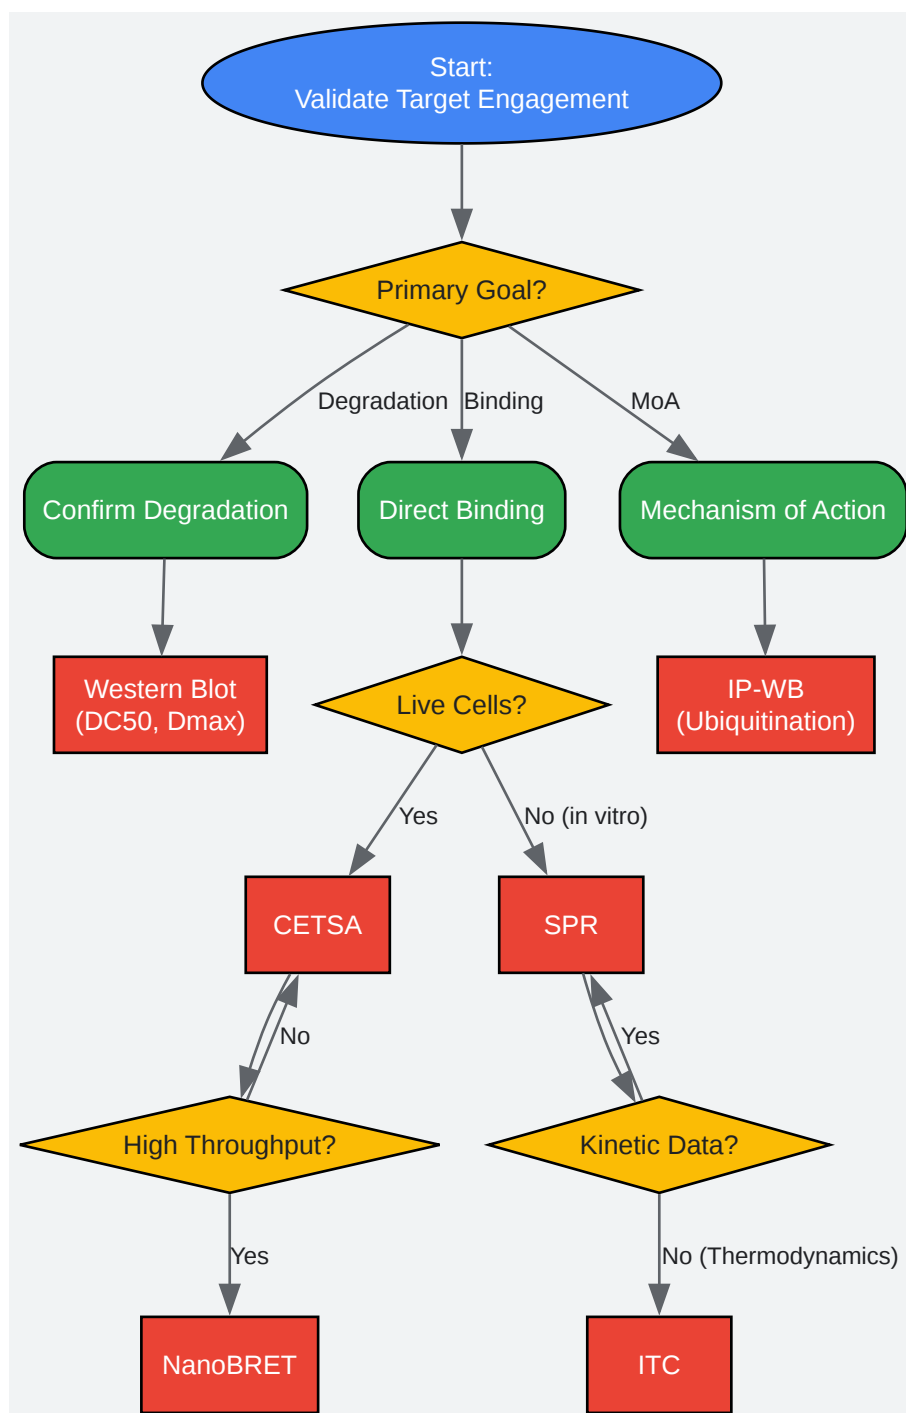 Start:
Validate Target Engagement
Primary Goal?
Degradation
Binding
MoA
Confirm Degradation
Direct Binding
Mechanism of Action
Western Blot
(DC50, Dmax)
Live Cells?
IP-WB
(Ubiquitination)
Yes
No (in vitro)
CETSA
SPR
No
Yes
High Throughput?
Kinetic Data?
Yes
No (Thermodynamics)
NanoBRET
ITC